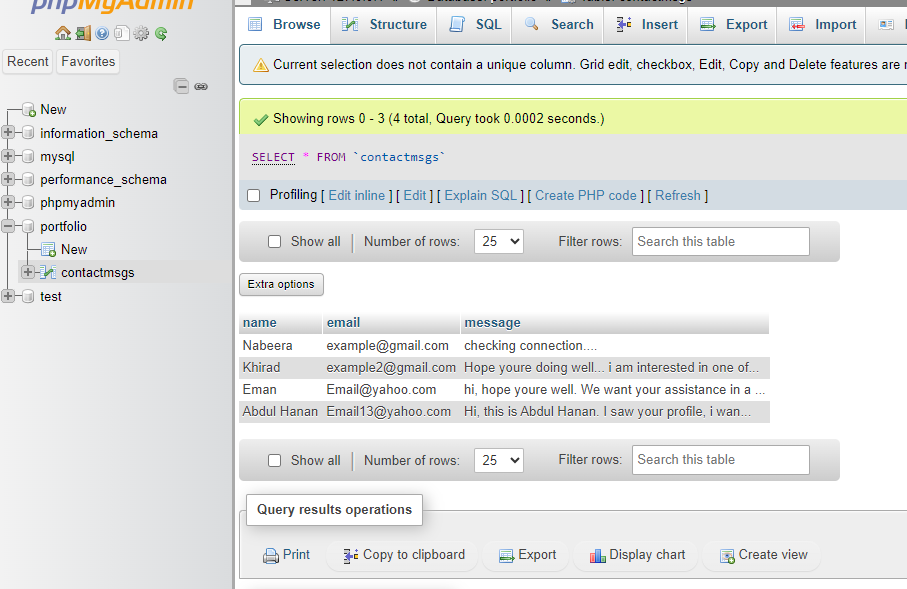 phpMyAdmin
Browse Structure SQL Search Insert Export Import
Recent Favorites
Current selection does not contain a unique column. Grid edit, checkbox, Edit, Copy and Delete features are
New
information_schema
mysql
performance_schema
phpmyadmin
portfolio
New
contactmsgs
test
Showing rows 0 - 3 (4 total, Query took 0.0002 seconds.)
SELECT * FROM `contactmsgs`
Profiling [ Edit inline ] [ Edit ] [ Explain SQL ] [ Create PHP code ] [ Refresh ]
Show all Number of rows: 25 Filter rows: Search this table
Extra options
name email message
Nabeera example@gmail.com checking connection....
Khirad example2@gmail.com Hope youre doing well... i am interested in one of...
Eman Email@yahoo.com hi, hope youre well. We want your assistance in a ...
Abdul Hanan Email13@yahoo.com Hi, this is Abdul Hanan. I saw your profile, i wan...
Show all Number of rows: 25 Filter rows: Search this table
Query results operations
Print Copy to clipboard Export Display chart Create view